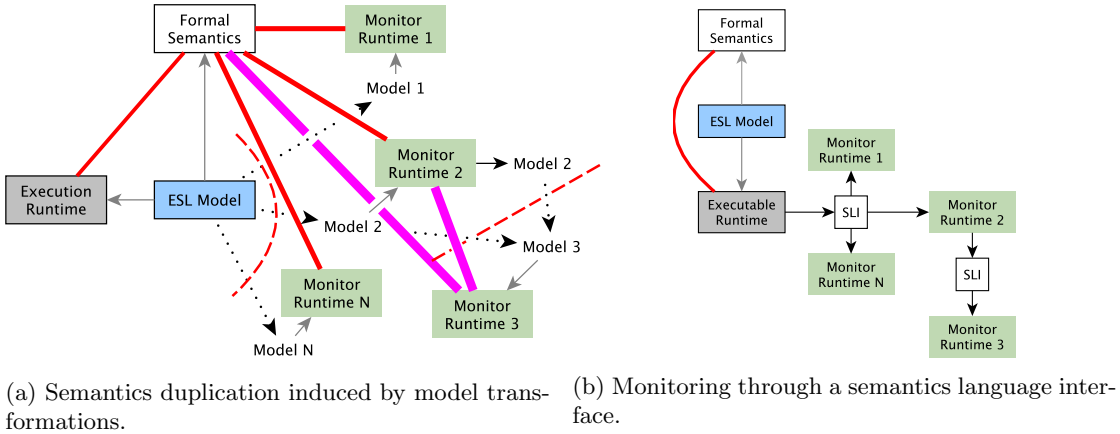 Formal
Semantics
Monitor
Runtime 1
Model 1
Monitor
Runtime 2
Model 2
Execution
Runtime
ESL Model
Model 2
Model 3
Monitor
Runtime N
Monitor
Runtime 3
Model N
(a) Semantics duplication induced by model trans-
formations.
Formal
Semantics
ESL Model
Monitor
Runtime 1
Executable
Runtime
SLI
Monitor
Runtime 2
Monitor
Runtime N
SLI
Monitor
Runtime 3
(b) Monitoring through a semantics language inter-
face.